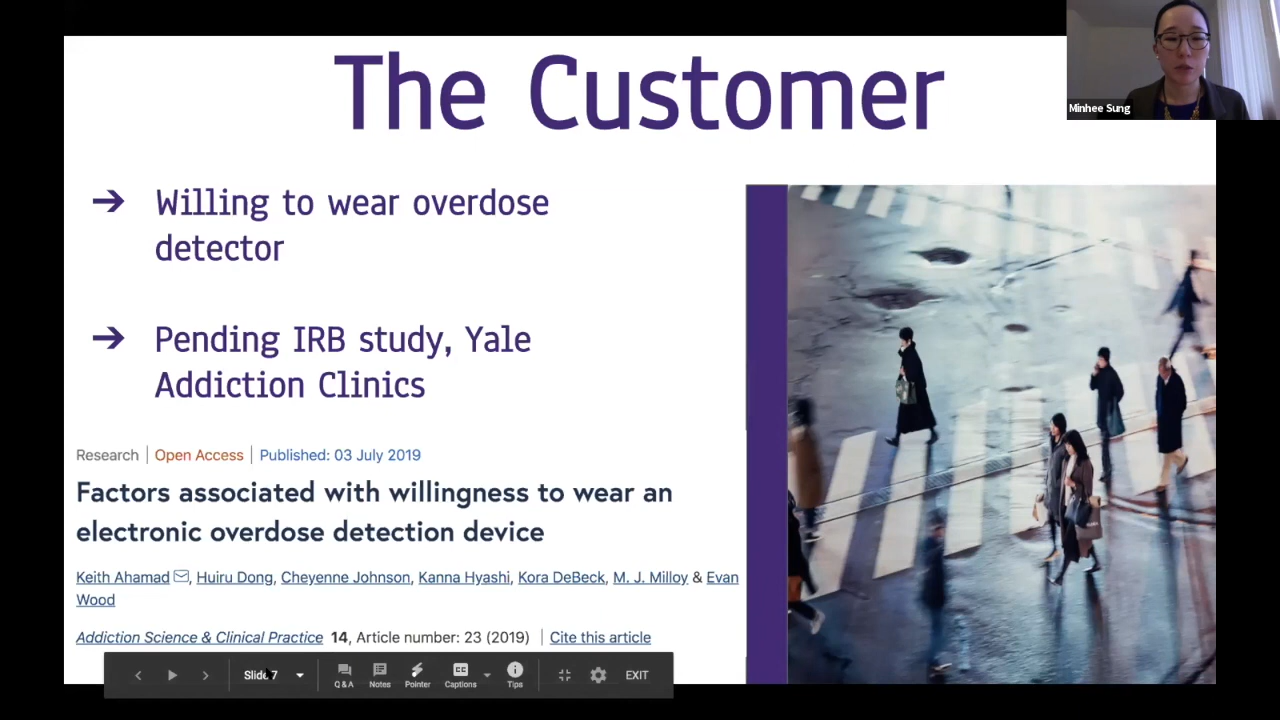 The Customer
Minhee Sung
➔ Willing to wear overdose
detector
➔ Pending IRB study, Yale
Addiction Clinics
Research | Open Access | Published: 03 July 2019
Factors associated with willingness to wear an
electronic overdose detection device
Keith Ahamad, Huiru Dong, Cheyenne Johnson, Kanna Hyashi, Kora DeBeck, M. J. Milloy & Evan
Wood
Addiction Science & Clinical Practice 14, Article number: 23 (2019) | Cite this article
Slide 7
Q & A
Notes
Pointer
Captions
Tips
EXIT